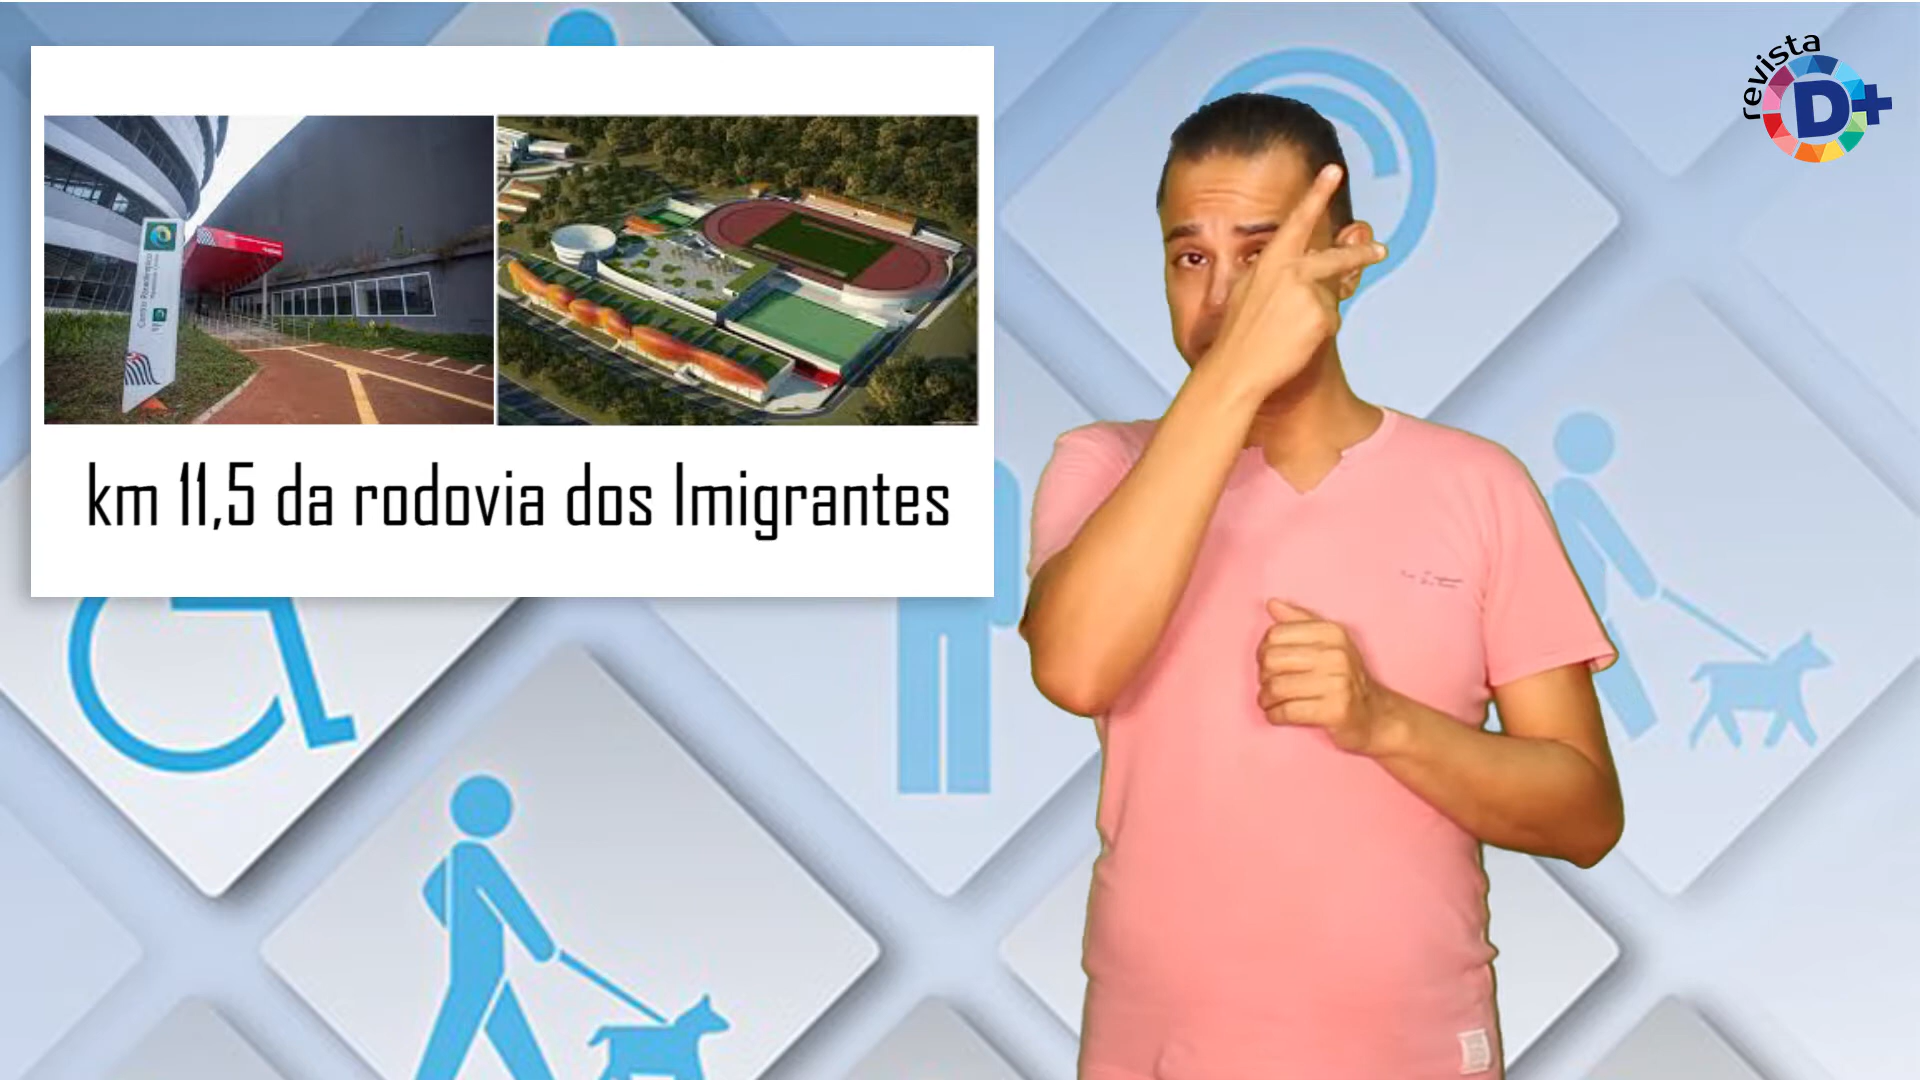 revista
D+
km 11,5 da rodovia dos Imigrantes